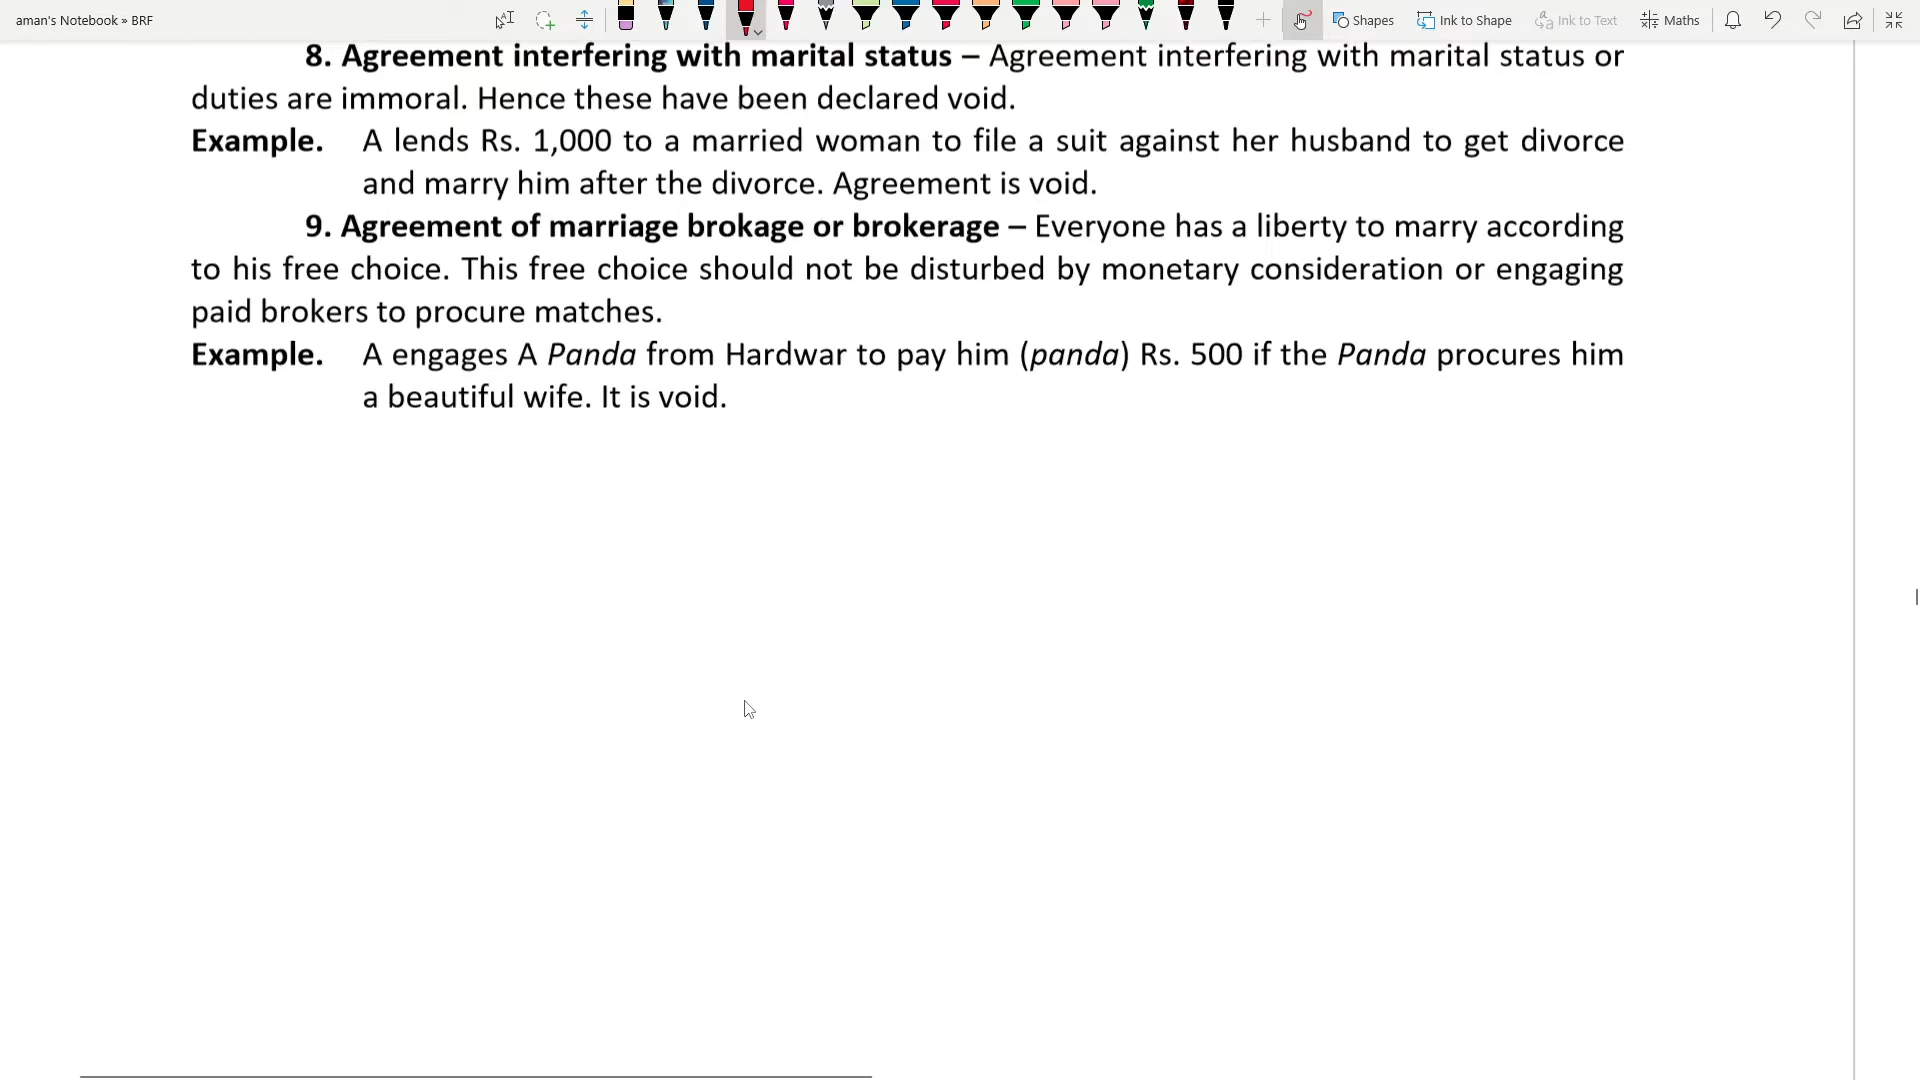 aman's Notebook » BRF
Shapes
Ink to Shape
Ink to Text
Maths
8. Agreement interfering with marital status – Agreement interfering with marital status or
duties are immoral. Hence these have been declared void.
Example. A lends Rs. 1,000 to a married woman to file a suit against her husband to get divorce
and marry him after the divorce. Agreement is void.
9. Agreement of marriage brokage or brokerage – Everyone has a liberty to marry according
to his free choice. This free choice should not be disturbed by monetary consideration or engaging
paid brokers to procure matches.
Example. A engages A Panda from Hardwar to pay him (panda) Rs. 500 if the Panda procures him
a beautiful wife. It is void.